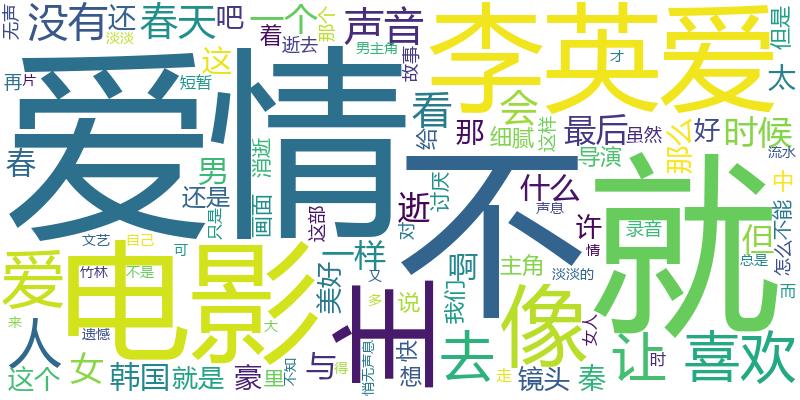 无声
没有
还
淡淡
春天
吧
一个
着
逝去
那个
声音
男主角
故事
李英爱
但是
再
片
短暂
这
爱情
看
会
给
那
细腻
这样
最后
虽然
才
导演
那么
好
时候
太
流水
中
春
男
还是
只是
消逝
画面
这部
逝
对
讨厌
不
什么
声息
许
情
就
录音
但
怎么不能
总是
而
文艺
自己
可
竹林
不是
爱
电影
一样
美好
又
多
说
我们
主角
淡淡的
像
女人
来
人
遗憾
大
这个
女
韩国
就是
豪
里
不知
与
得
悄无声息
快
去
走
镜头
秦
让
喜欢